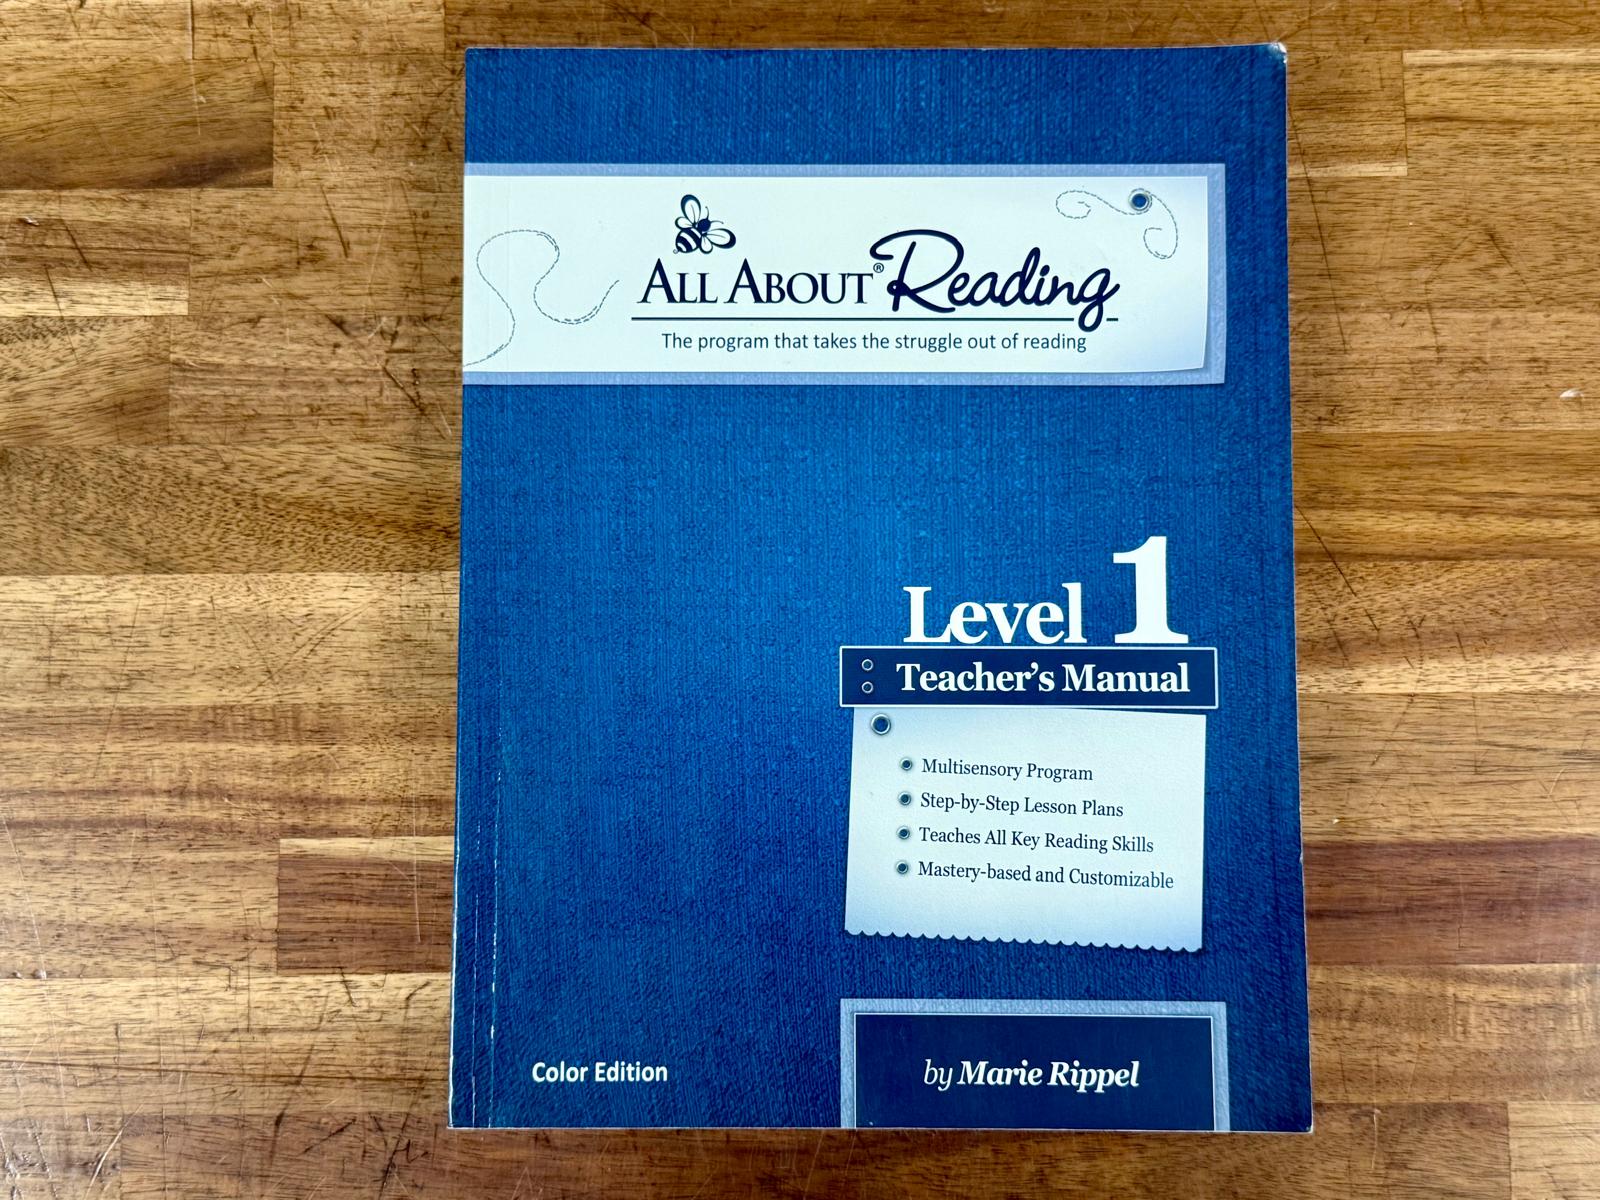 ALL ABOUT® Reading
The program that takes the struggle out of reading
Level 1
Teacher's Manual
Multisensory Program
Step-by-Step Lesson Plans
Teaches All Key Reading Skills
Mastery-based and Customizable
Color Edition
by Marie Rippel